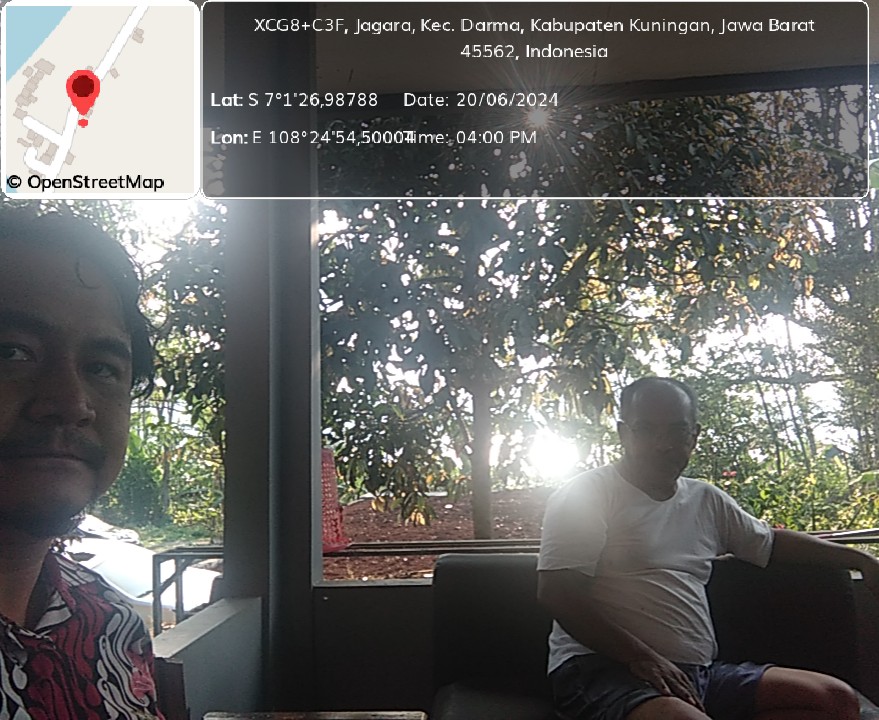 XCG8+C3F, Jagara, Kec. Darma, Kabupaten Kuningan, Jawa Barat
45562, Indonesia
Lat: S 7°1'26,98788 Date: 20/06/2024
Lon: E 108°24'54,50004 Time: 04:00 PM
© OpenStreetMap